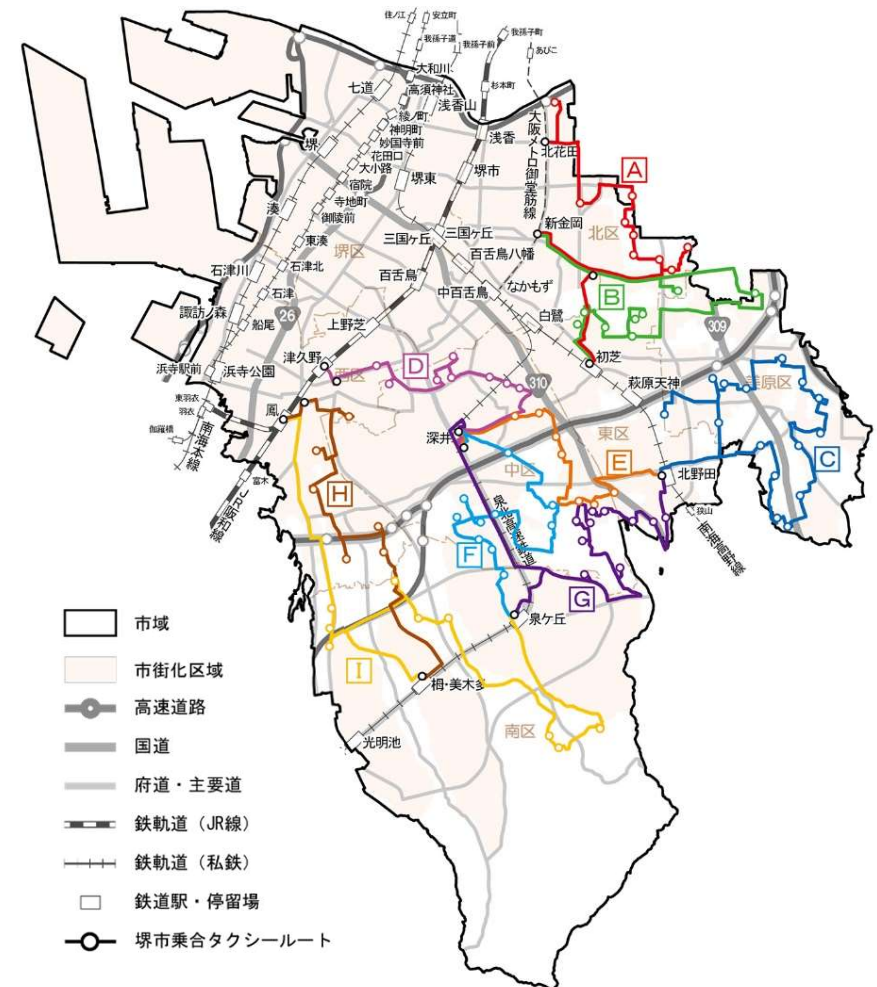 住ノ江
安立町
我孫子道
我孫子前
我孫子町
あびこ
大和川
七道
高須神社
浅香山
杉本町
綾ノ町
神明町
妙国寺前
花田口
大小路
浅香
大阪メトロ御堂筋線
北花田
A
堺
堺東
堺市
宿院
寺地町
御陵前
湊
新金岡
北区
東湊
三国ケ丘
三国ケ丘
堺区
百舌鳥八幡
石津川
石津北
百舌鳥
なかもず
中百舌鳥
B
石津
諏訪ノ森
船尾
26
上野芝
白鷺
309
初芝
浜寺駅前
浜寺公園
津久野
D
西区
310
萩原天神
美原区
東羽衣
羽衣
伽羅橋
南海本線
鳳
深井
東区
中区
E
北野田
C
富木
JR阪和線
H
狭山
南海高野線
泉北高速鉄道
F
G
泉ケ丘
I
栂・美木多
南区
光明池
市域
市街化区域
高速道路
国道
府道・主要道
鉄軌道（JR線）
鉄軌道（私鉄）
鉄道駅・停留場
堺市乗合タクシールート